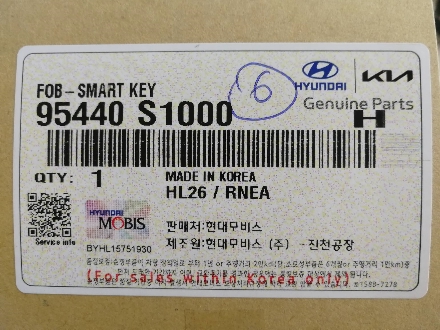 FOB-SMART KEY
6
HYUNDAI KIA
Genuine Parts
95440 S1000
H
QTY: 1
MADE IN KOREA
HL26 / RNEA
HYUNDAI
MOBIS
Service info
BYHL15751930
판매처:현대모비스
제조원:현대모비스 (주) -진천공장
(For sales within Korea only)
☎1588-7278